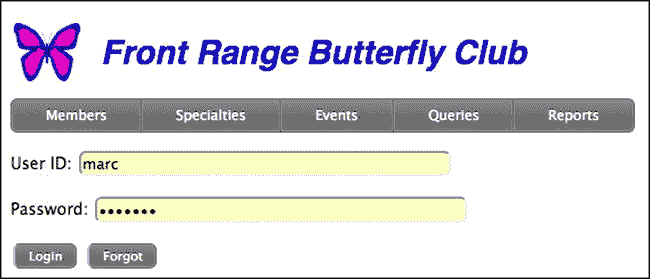 Front Range Butterfly Club
Members Specialties Events Queries Reports
User ID: marc
Password: •••••••
Login Forgot